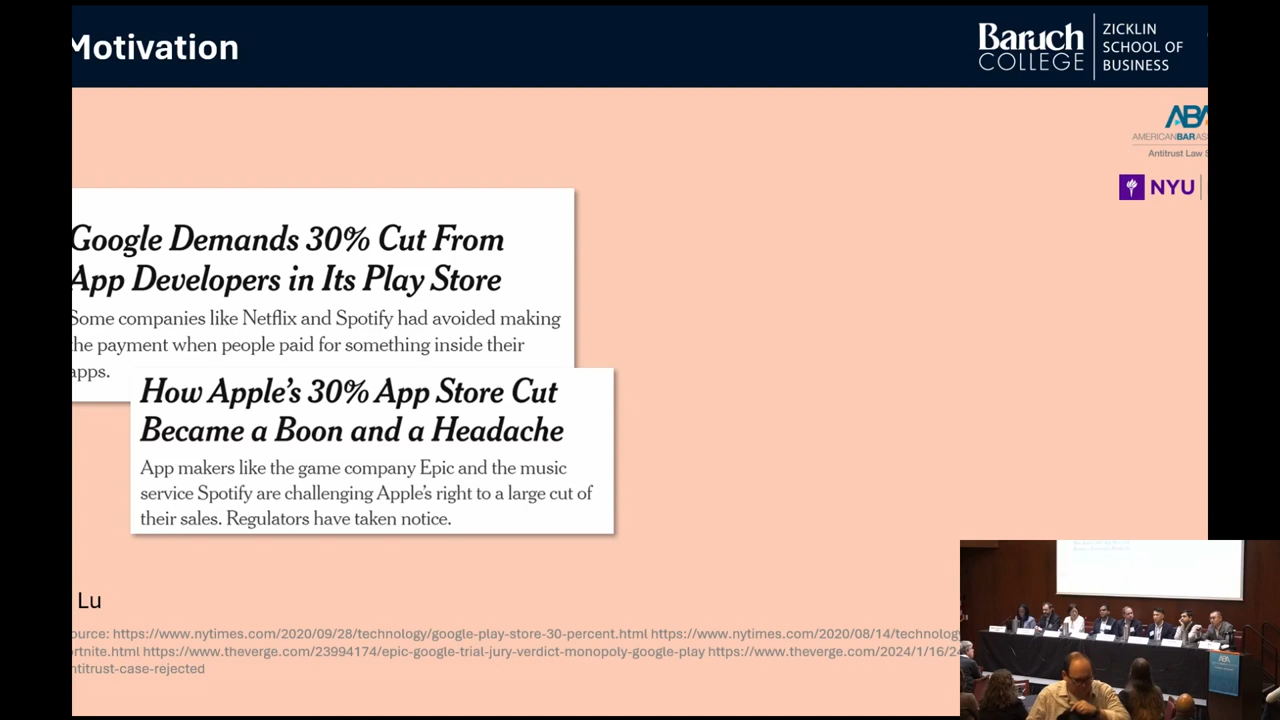 Motivation
Baruch
COLLEGE
ZICKLIN
SCHOOL OF
BUSINESS
ABA
AMERICANBARAS
Antitrust Law S
NYU
Google Demands 30% Cut From
App Developers in Its Play Store
Some companies like Netflix and Spotify had avoided making
the payment when people paid for something inside their
apps.
How Apple's 30% App Store Cut
Became a Boon and a Headache
App makers like the game company Epic and the music
service Spotify are challenging Apple's right to a large cut of
their sales. Regulators have taken notice.
Lu
ource: https://www.nytimes.com/2020/09/28/technology/google-play-store-30-percent.html https://www.nytimes.com/2020/08/14/technology
ortnite.html https://www.theverge.com/23994174/epic-google-trial-jury-verdict-monopoly-google-play https://www.theverge.com/2024/1/16/24
ntitrust-case-rejected
ABA